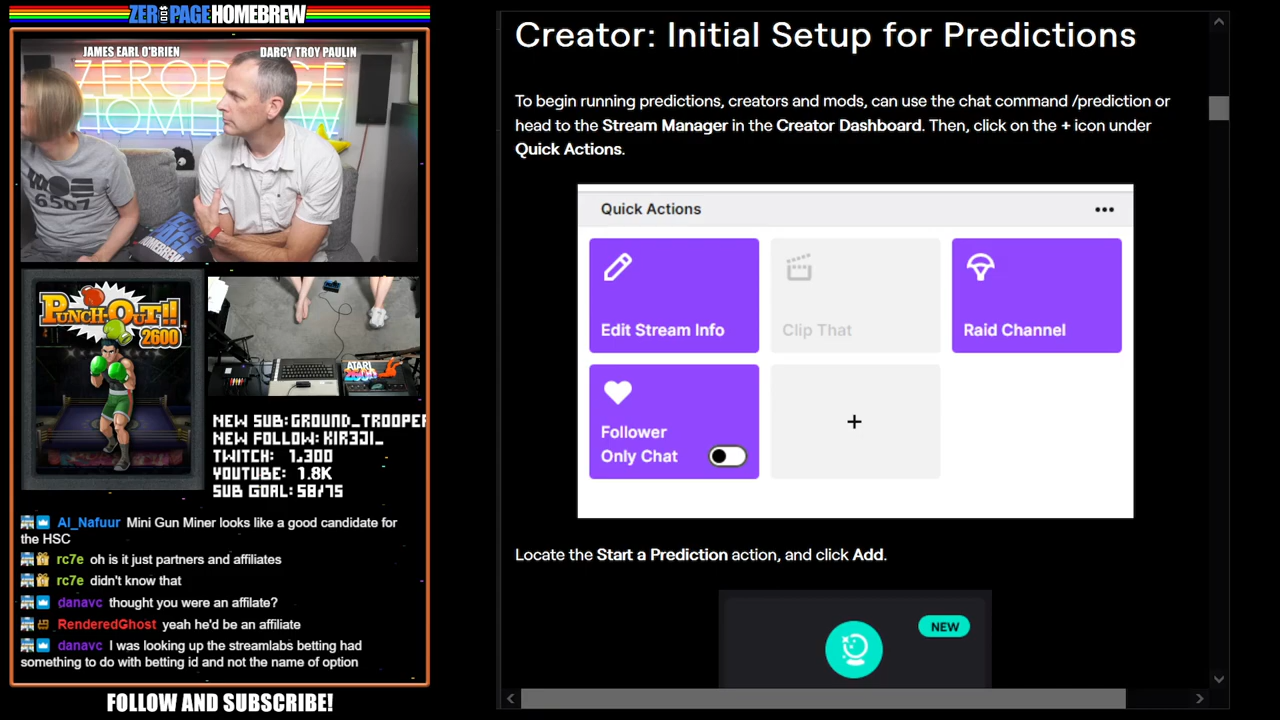 ZEROPAGE HOMEBREW
JAMES EARL O'BRIEN
DARCY TROY PAULIN
ZEROPAGE
HOMEBREW
6507
PUNCH-OUT!!
2600
ATARI
2600
NEW SUB: GROUND_TROOPER
NEW FOLLOW: KIR3JI_
TWITCH: 1,300
YOUTUBE: 1.8K
SUB GOAL: 58/75
Al_Nafuur Mini Gun Miner looks like a good candidate for
the HSC
rc7e oh is it just partners and affiliates
rc7e didn't know that
danavc thought you were an affilate?
RenderedGhost yeah he'd be an affiliate
danavc I was looking up the streamlabs betting had
something to do with betting id and not the name of option
FOLLOW AND SUBSCRIBE!
Creator: Initial Setup for Predictions
To begin running predictions, creators and mods, can use the chat command /prediction or
head to the Stream Manager in the Creator Dashboard. Then, click on the + icon under
Quick Actions.
Quick Actions
Edit Stream Info
Clip That
Raid Channel
Follower
Only Chat
+
Locate the Start a Prediction action, and click Add.
NEW